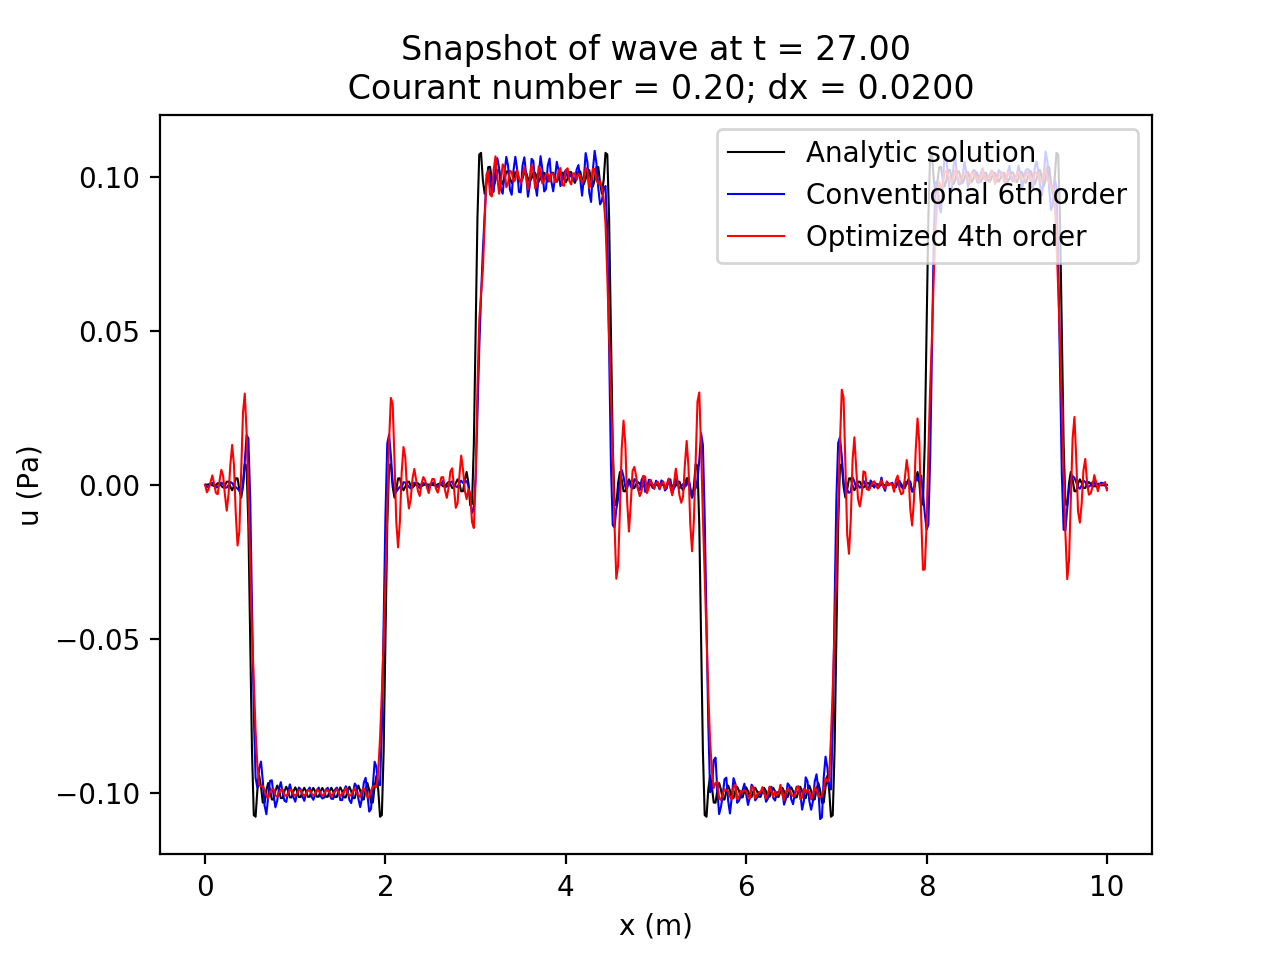 Snapshot of wave at t = 27.00
Courant number = 0.20; dx = 0.0200
Analytic solution
Conventional 6th order
Optimized 4th order
0.10
0.05
0.00
−0.05
−0.10
u (Pa)
0 2 4 6 8 10
x (m)